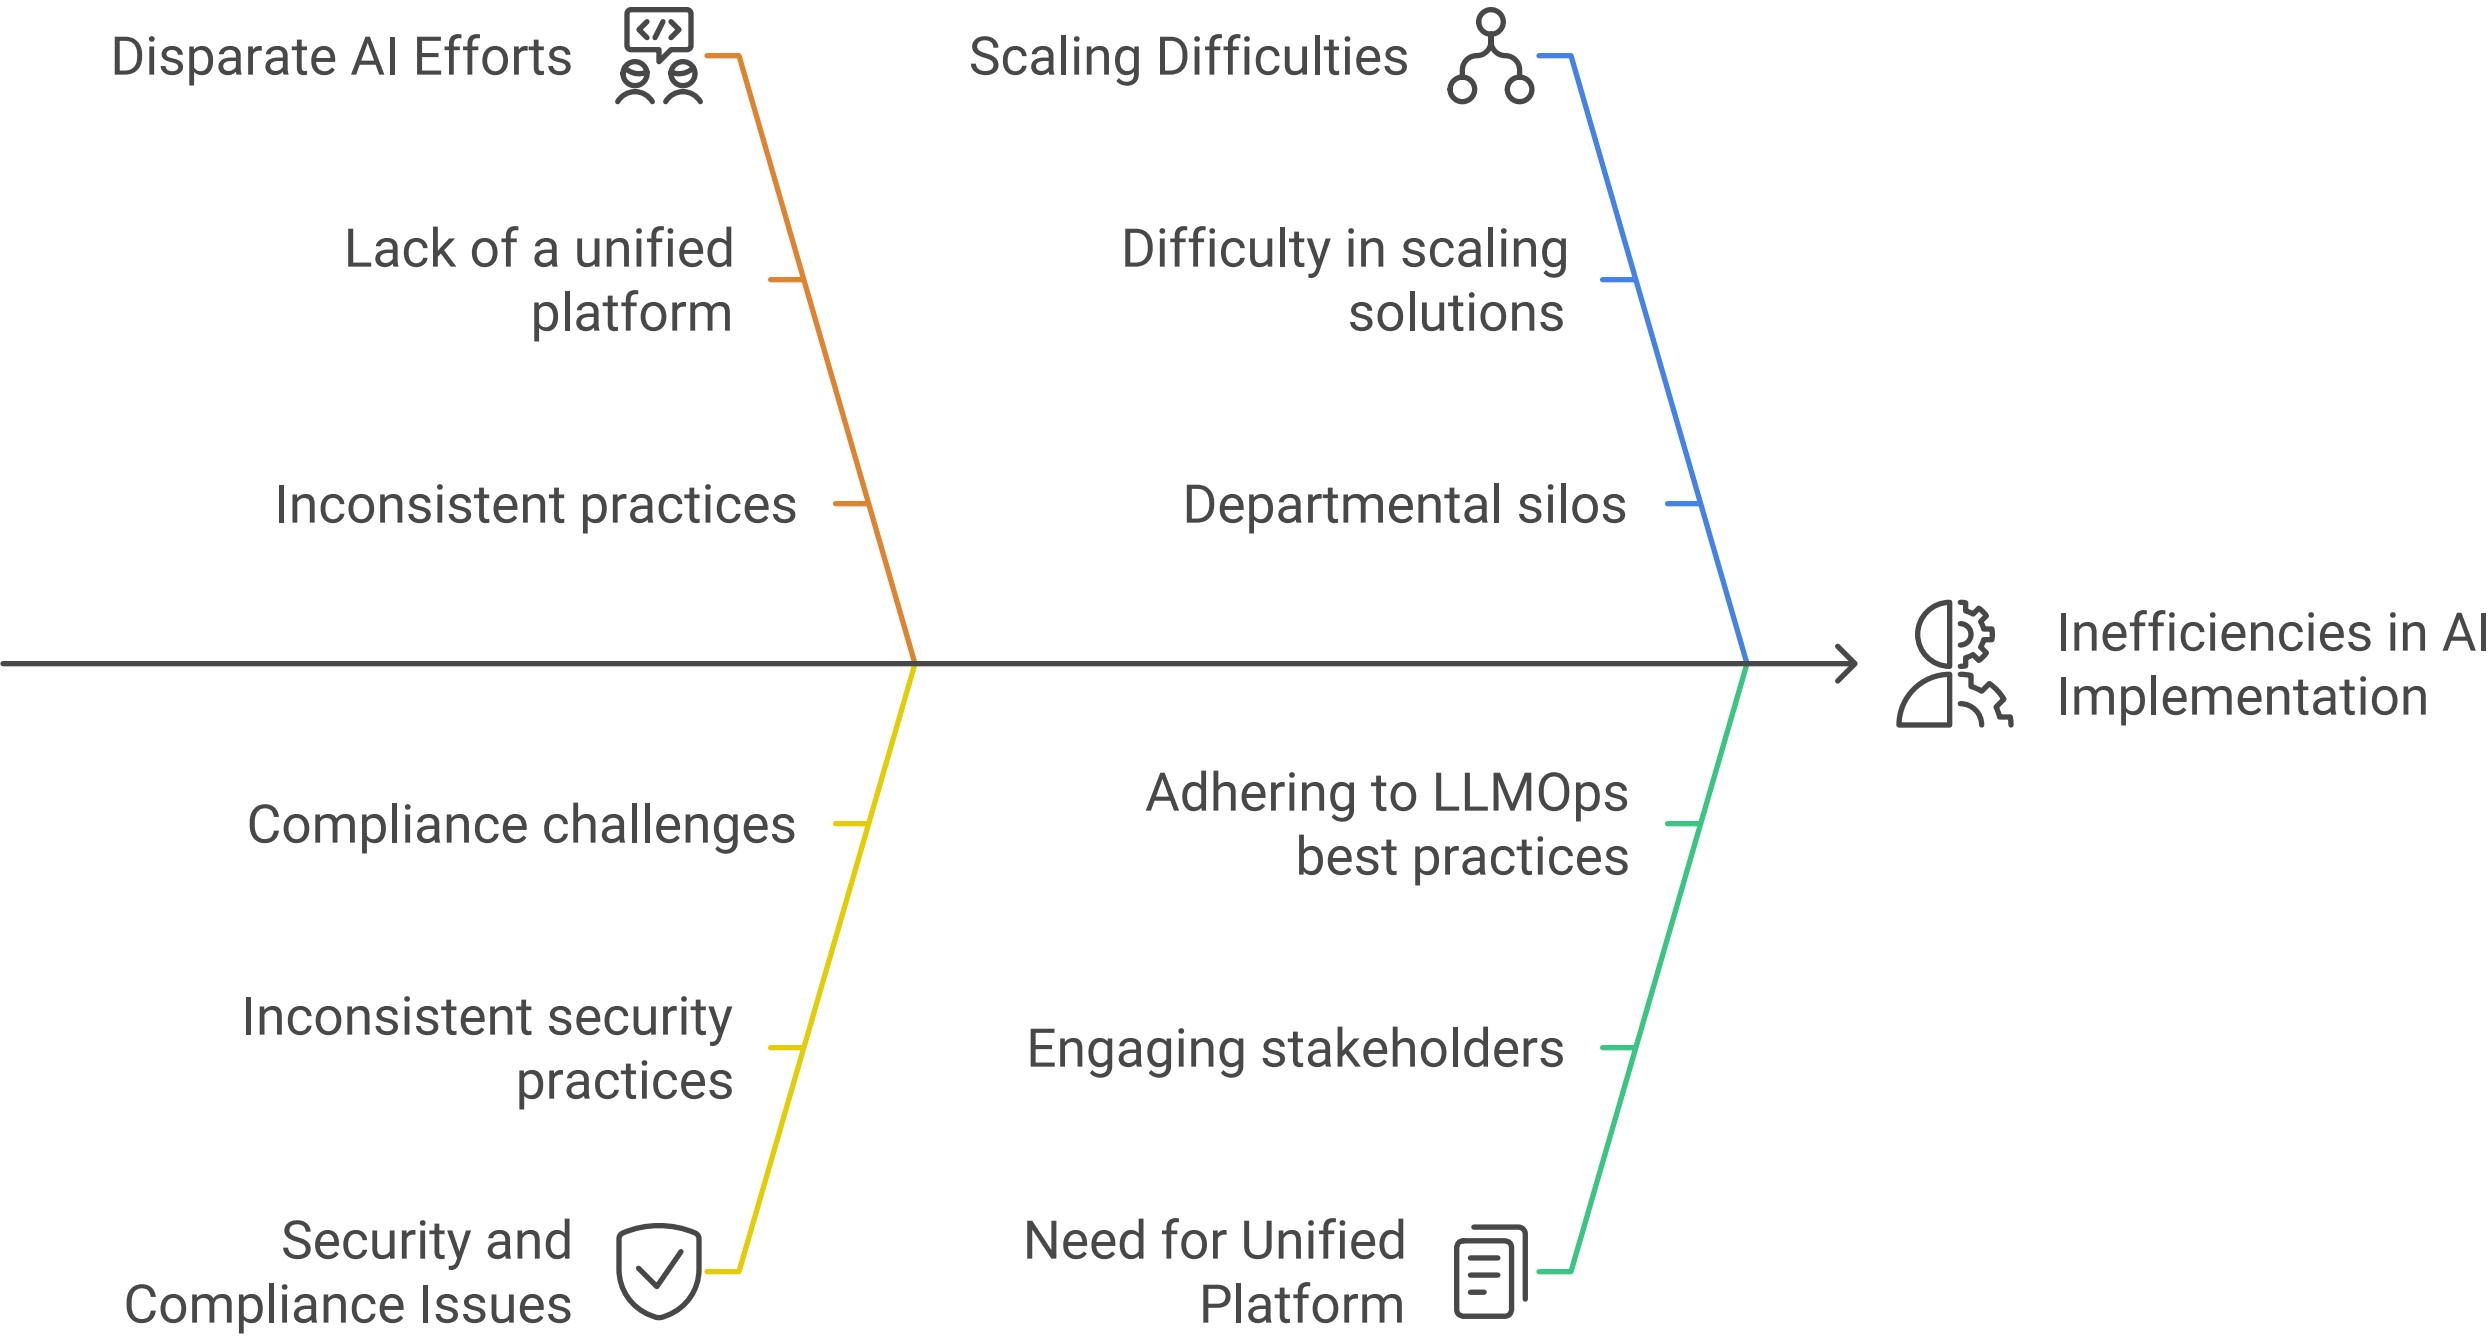 Disparate AI Efforts
Lack of a unified
platform
Inconsistent practices
Scaling Difficulties
Difficulty in scaling
solutions
Departmental silos
Inefficiencies in AI
Implementation
Compliance challenges
Inconsistent security
practices
Security and
Compliance Issues
Adhering to LLMOps
best practices
Engaging stakeholders
Need for Unified
Platform